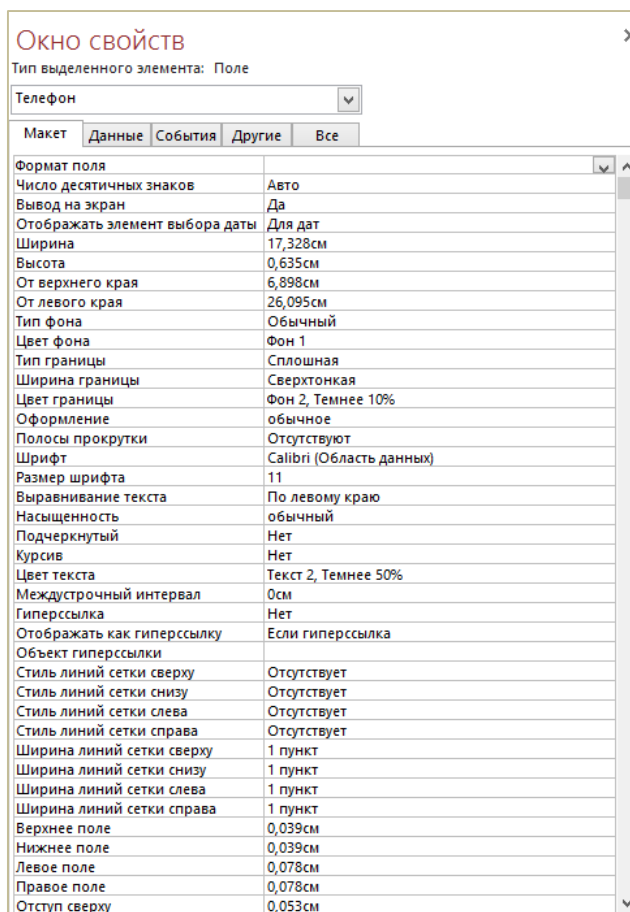 Окно свойств
Тип выделенного элемента: Поле
Телефон
Макет Данные События Другие Все
Формат поля
Число десятичных знаков Авто
Вывод на экран Да
Отображать элемент выбора даты Для дат
Ширина 17,328см
Высота 0,635см
От верхнего края 6,898см
От левого края 26,095см
Тип фона Обычный
Цвет фона Фон 1
Тип границы Сплошная
Ширина границы Сверхтонкая
Цвет границы Фон 2, Темнее 10%
Оформление обычное
Полосы прокрутки Отсутствуют
Шрифт Calibri (Область данных)
Размер шрифта 11
Выравнивание текста По левому краю
Насыщенность обычный
Подчеркнутый Нет
Курсив Нет
Цвет текста Текст 2, Темнее 50%
Междустрочный интервал 0см
Гиперссылка Нет
Отображать как гиперссылку Если гиперссылка
Объект гиперссылки
Стиль линий сетки сверху Отсутствует
Стиль линий сетки снизу Отсутствует
Стиль линий сетки слева Отсутствует
Стиль линий сетки справа Отсутствует
Ширина линий сетки сверху 1 пункт
Ширина линий сетки снизу 1 пункт
Ширина линий сетки слева 1 пункт
Ширина линий сетки справа 1 пункт
Верхнее поле 0,039см
Нижнее поле 0,039см
Левое поле 0,078см
Правое поле 0,078см
Отступ сверху 0,053см